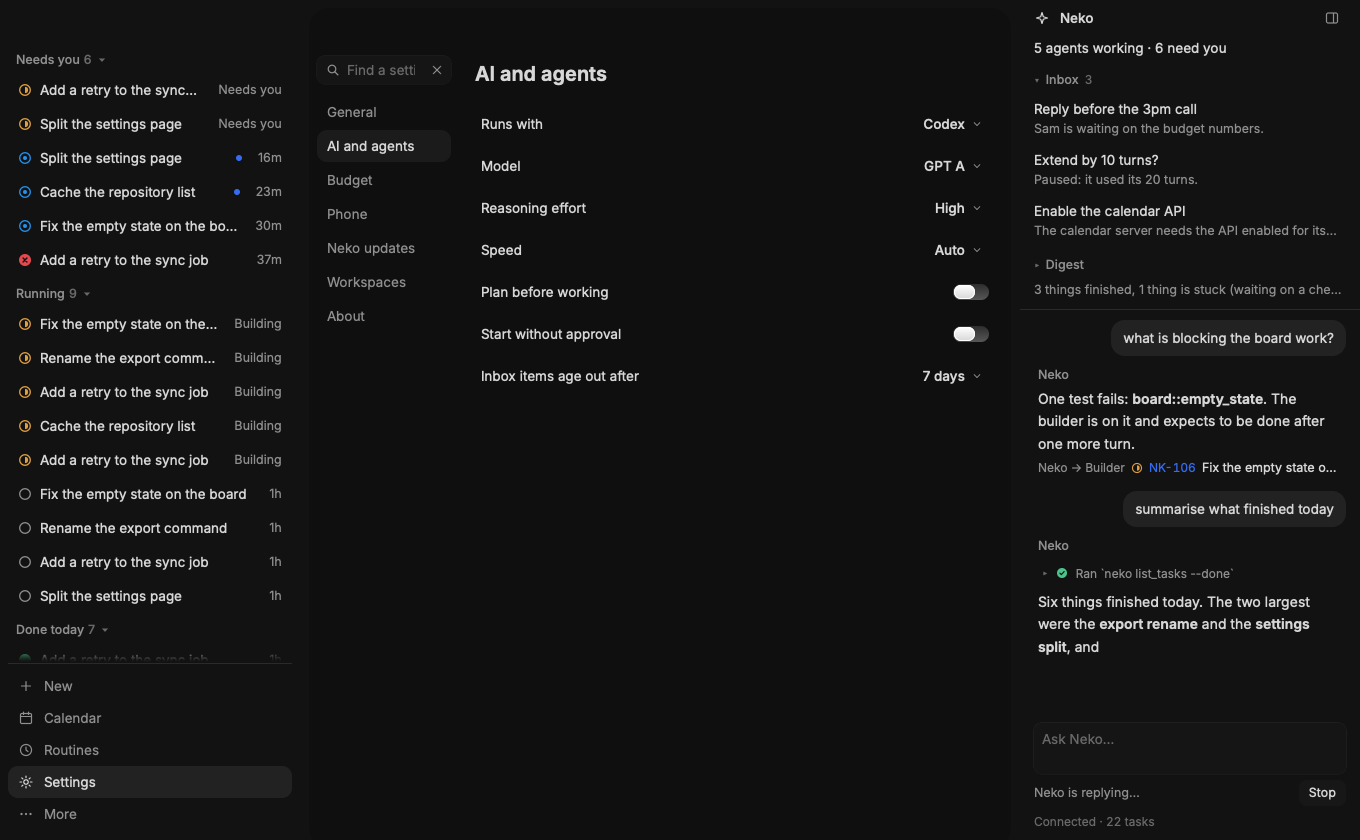 Needs you 6
Add a retry to the sync... Needs you
Split the settings page Needs you
Split the settings page 16m
Cache the repository list 23m
Fix the empty state on the bo... 30m
Add a retry to the sync job 37m
Running 9
Fix the empty state on the... Building
Rename the export comm... Building
Add a retry to the sync job Building
Cache the repository list Building
Add a retry to the sync job Building
Fix the empty state on the board 1h
Rename the export command 1h
Add a retry to the sync job 1h
Split the settings page 1h
Done today 7
Add a retry to the sync job 1h
New
Calendar
Routines
Settings
More
Find a setti
General
AI and agents
Budget
Phone
Neko updates
Workspaces
About
AI and agents
Runs with Codex
Model GPT A
Reasoning effort High
Speed Auto
Plan before working
Start without approval
Inbox items age out after 7 days
Neko
5 agents working · 6 need you
Inbox 3
Reply before the 3pm call
Sam is waiting on the budget numbers.
Extend by 10 turns?
Paused: it used its 20 turns.
Enable the calendar API
The calendar server needs the API enabled for its...
Digest
3 things finished, 1 thing is stuck (waiting on a che...
what is blocking the board work?
Neko
One test fails: board::empty_state. The
builder is on it and expects to be done after
one more turn.
Neko → Builder NK-106 Fix the empty state o...
summarise what finished today
Neko
Ran `neko list_tasks --done`
Six things finished today. The two largest
were the export rename and the settings
split, and
Ask Neko...
Neko is replying... Stop
Connected · 22 tasks